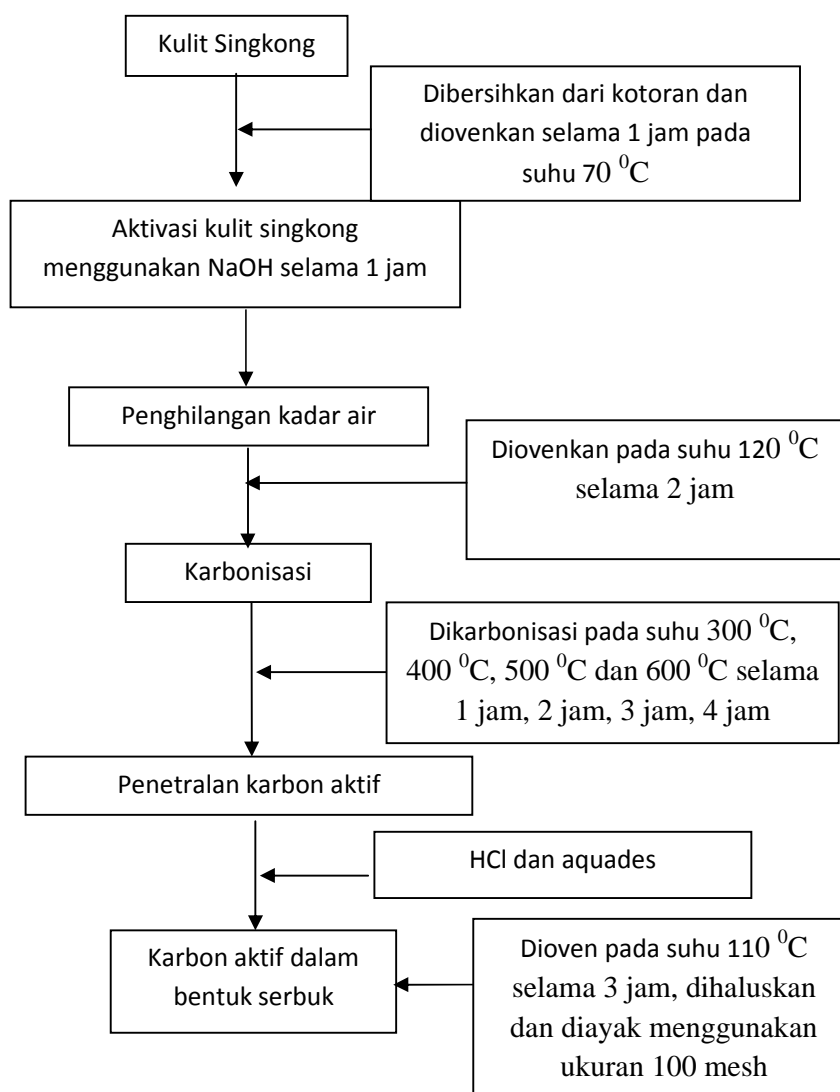 Kulit Singkong
Dibersihkan dari kotoran dan
diovenkan selama 1 jam pada
suhu 70 ⁰C
Aktivasi kulit singkong
menggunakan NaOH selama 1 jam
Penghilangan kadar air
Diovenkan pada suhu 120 ⁰C
selama 2 jam
Karbonisasi
Dikarbonisasi pada suhu 300 ⁰C,
400 ⁰C, 500 ⁰C dan 600 ⁰C selama
1 jam, 2 jam, 3 jam, 4 jam
Penetralan karbon aktif
HCl dan aquades
Karbon aktif dalam
bentuk serbuk
Dioven pada suhu 110 ⁰C
selama 3 jam, dihaluskan
dan diayak menggunakan
ukuran 100 mesh